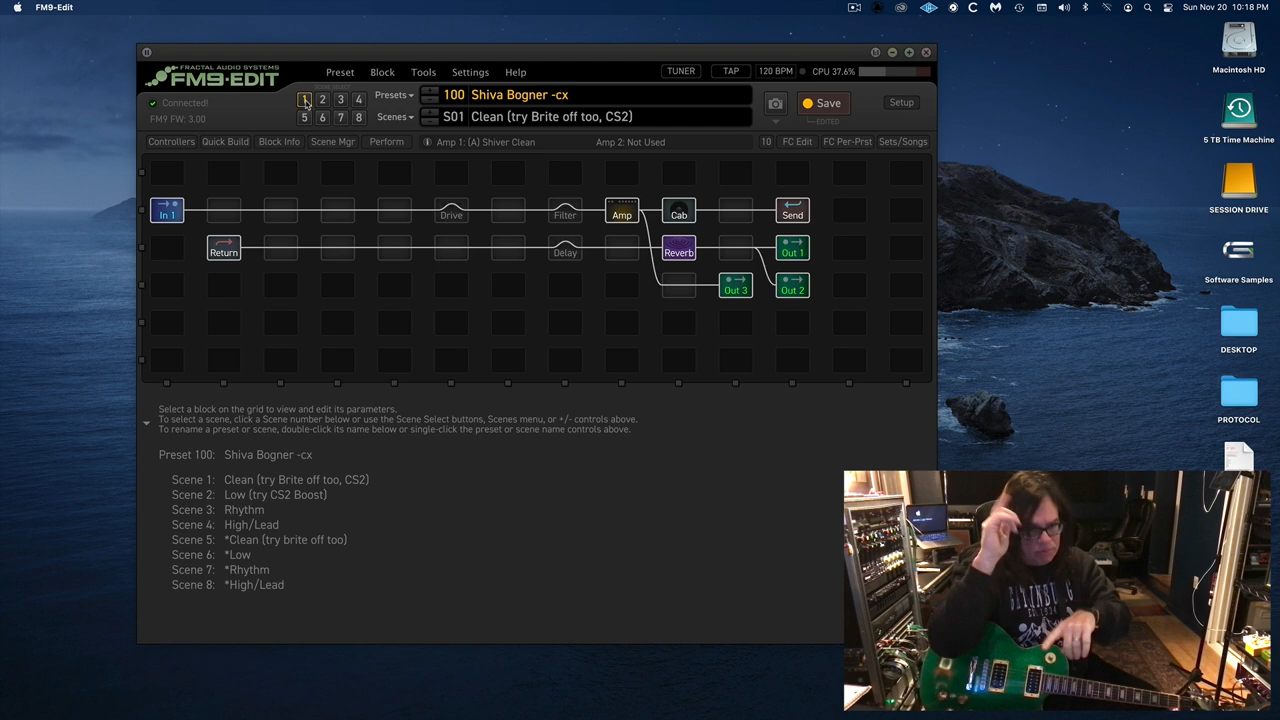 FM9-Edit
Sun Nov 20 10:18 PM
FRACTAL AUDIO SYSTEMS
FM9-EDIT
Preset Block Tools Settings Help
TUNER TAP 120 BPM CPU 37.6%
SCENE SELECT
1 2 3 4
5 6 7 8
Connected!
FM9 FW: 3.00
Presets 100 Shiva Bogner -cx
Scenes S01 Clean (try Brite off too, CS2)
Save
EDITED
Setup
Controllers Quick Build Block Info Scene Mgr Perform Amp 1: (A) Shiver Clean Amp 2: Not Used 10 FC Edit FC Per-Prst Sets/Songs
In 1 Drive Filter Amp Cab Send
Return Delay Reverb Out 1
Out 3 Out 2
Select a block on the grid to view and edit its parameters.
To select a scene, click a Scene number below or use the Scene Select buttons, Scenes menu, or +/- controls above.
To rename a preset or scene, double-click its name below or single-click the preset or scene name controls above.
Preset 100: Shiva Bogner -cx
Scene 1: Clean (try Brite off too, CS2)
Scene 2: Low (try CS2 Boost)
Scene 3: Rhythm
Scene 4: High/Lead
Scene 5: *Clean (try brite off too)
Scene 6: *Low
Scene 7: *Rhythm
Scene 8: *High/Lead
Macintosh HD
5 TB Time Machine
SESSION DRIVE
Software Samples
DESKTOP
PROTOCOL